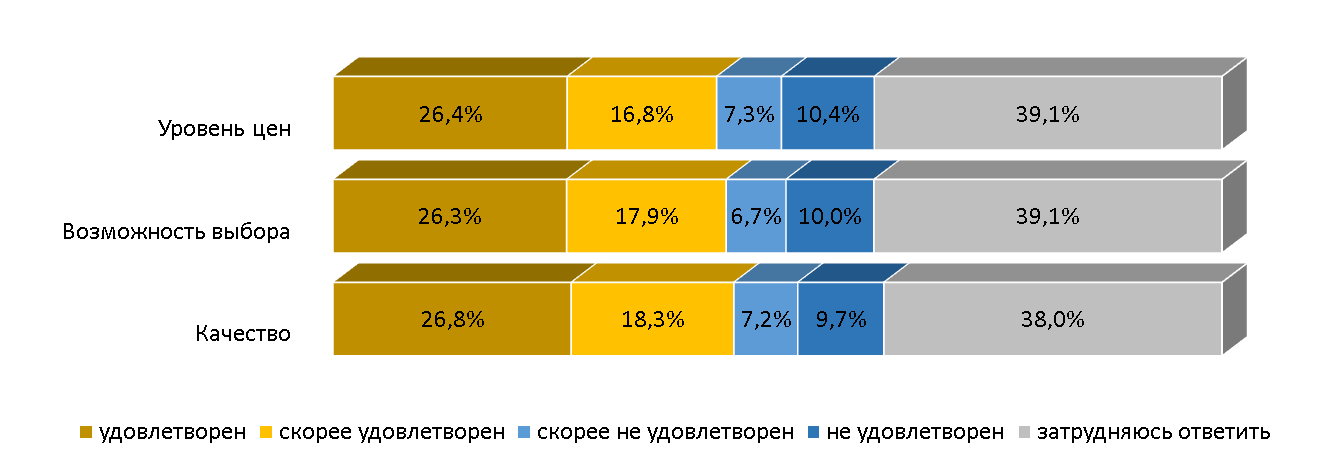 Уровень цен 26,4% 16,8% 7,3% 10,4% 39,1%
Возможность выбора 26,3% 17,9% 6,7% 10,0% 39,1%
Качество 26,8% 18,3% 7,2% 9,7% 38,0%
удовлетворен скорее удовлетворен скорее не удовлетворен не удовлетворен затрудняюсь ответить